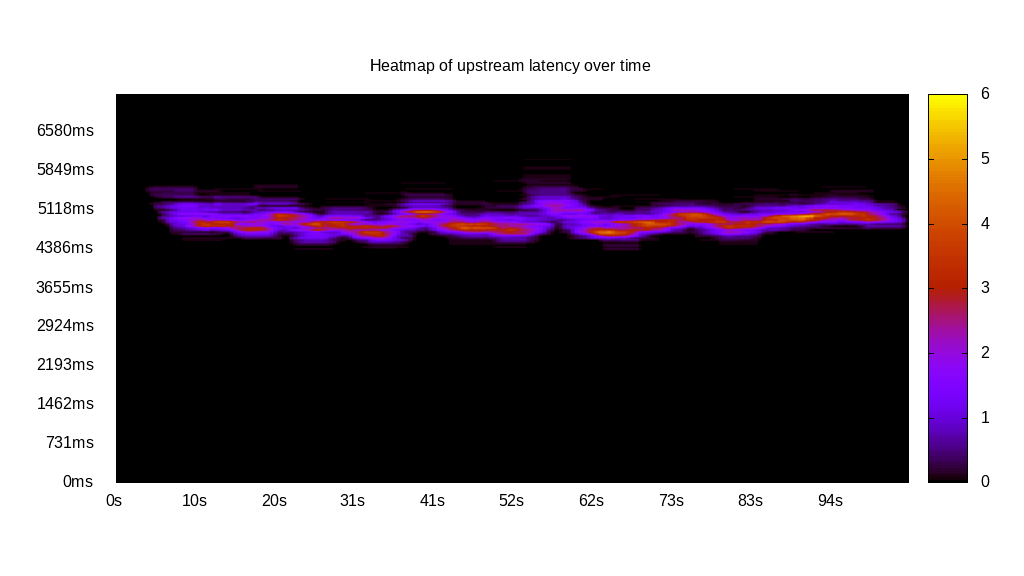 Heatmap of upstream latency over time
6580ms
5849ms
5118ms
4386ms
3655ms
2924ms
2193ms
1462ms
731ms
0ms
0s 10s 20s 31s 41s 52s 62s 73s 83s 94s
6
5
4
3
2
1
0